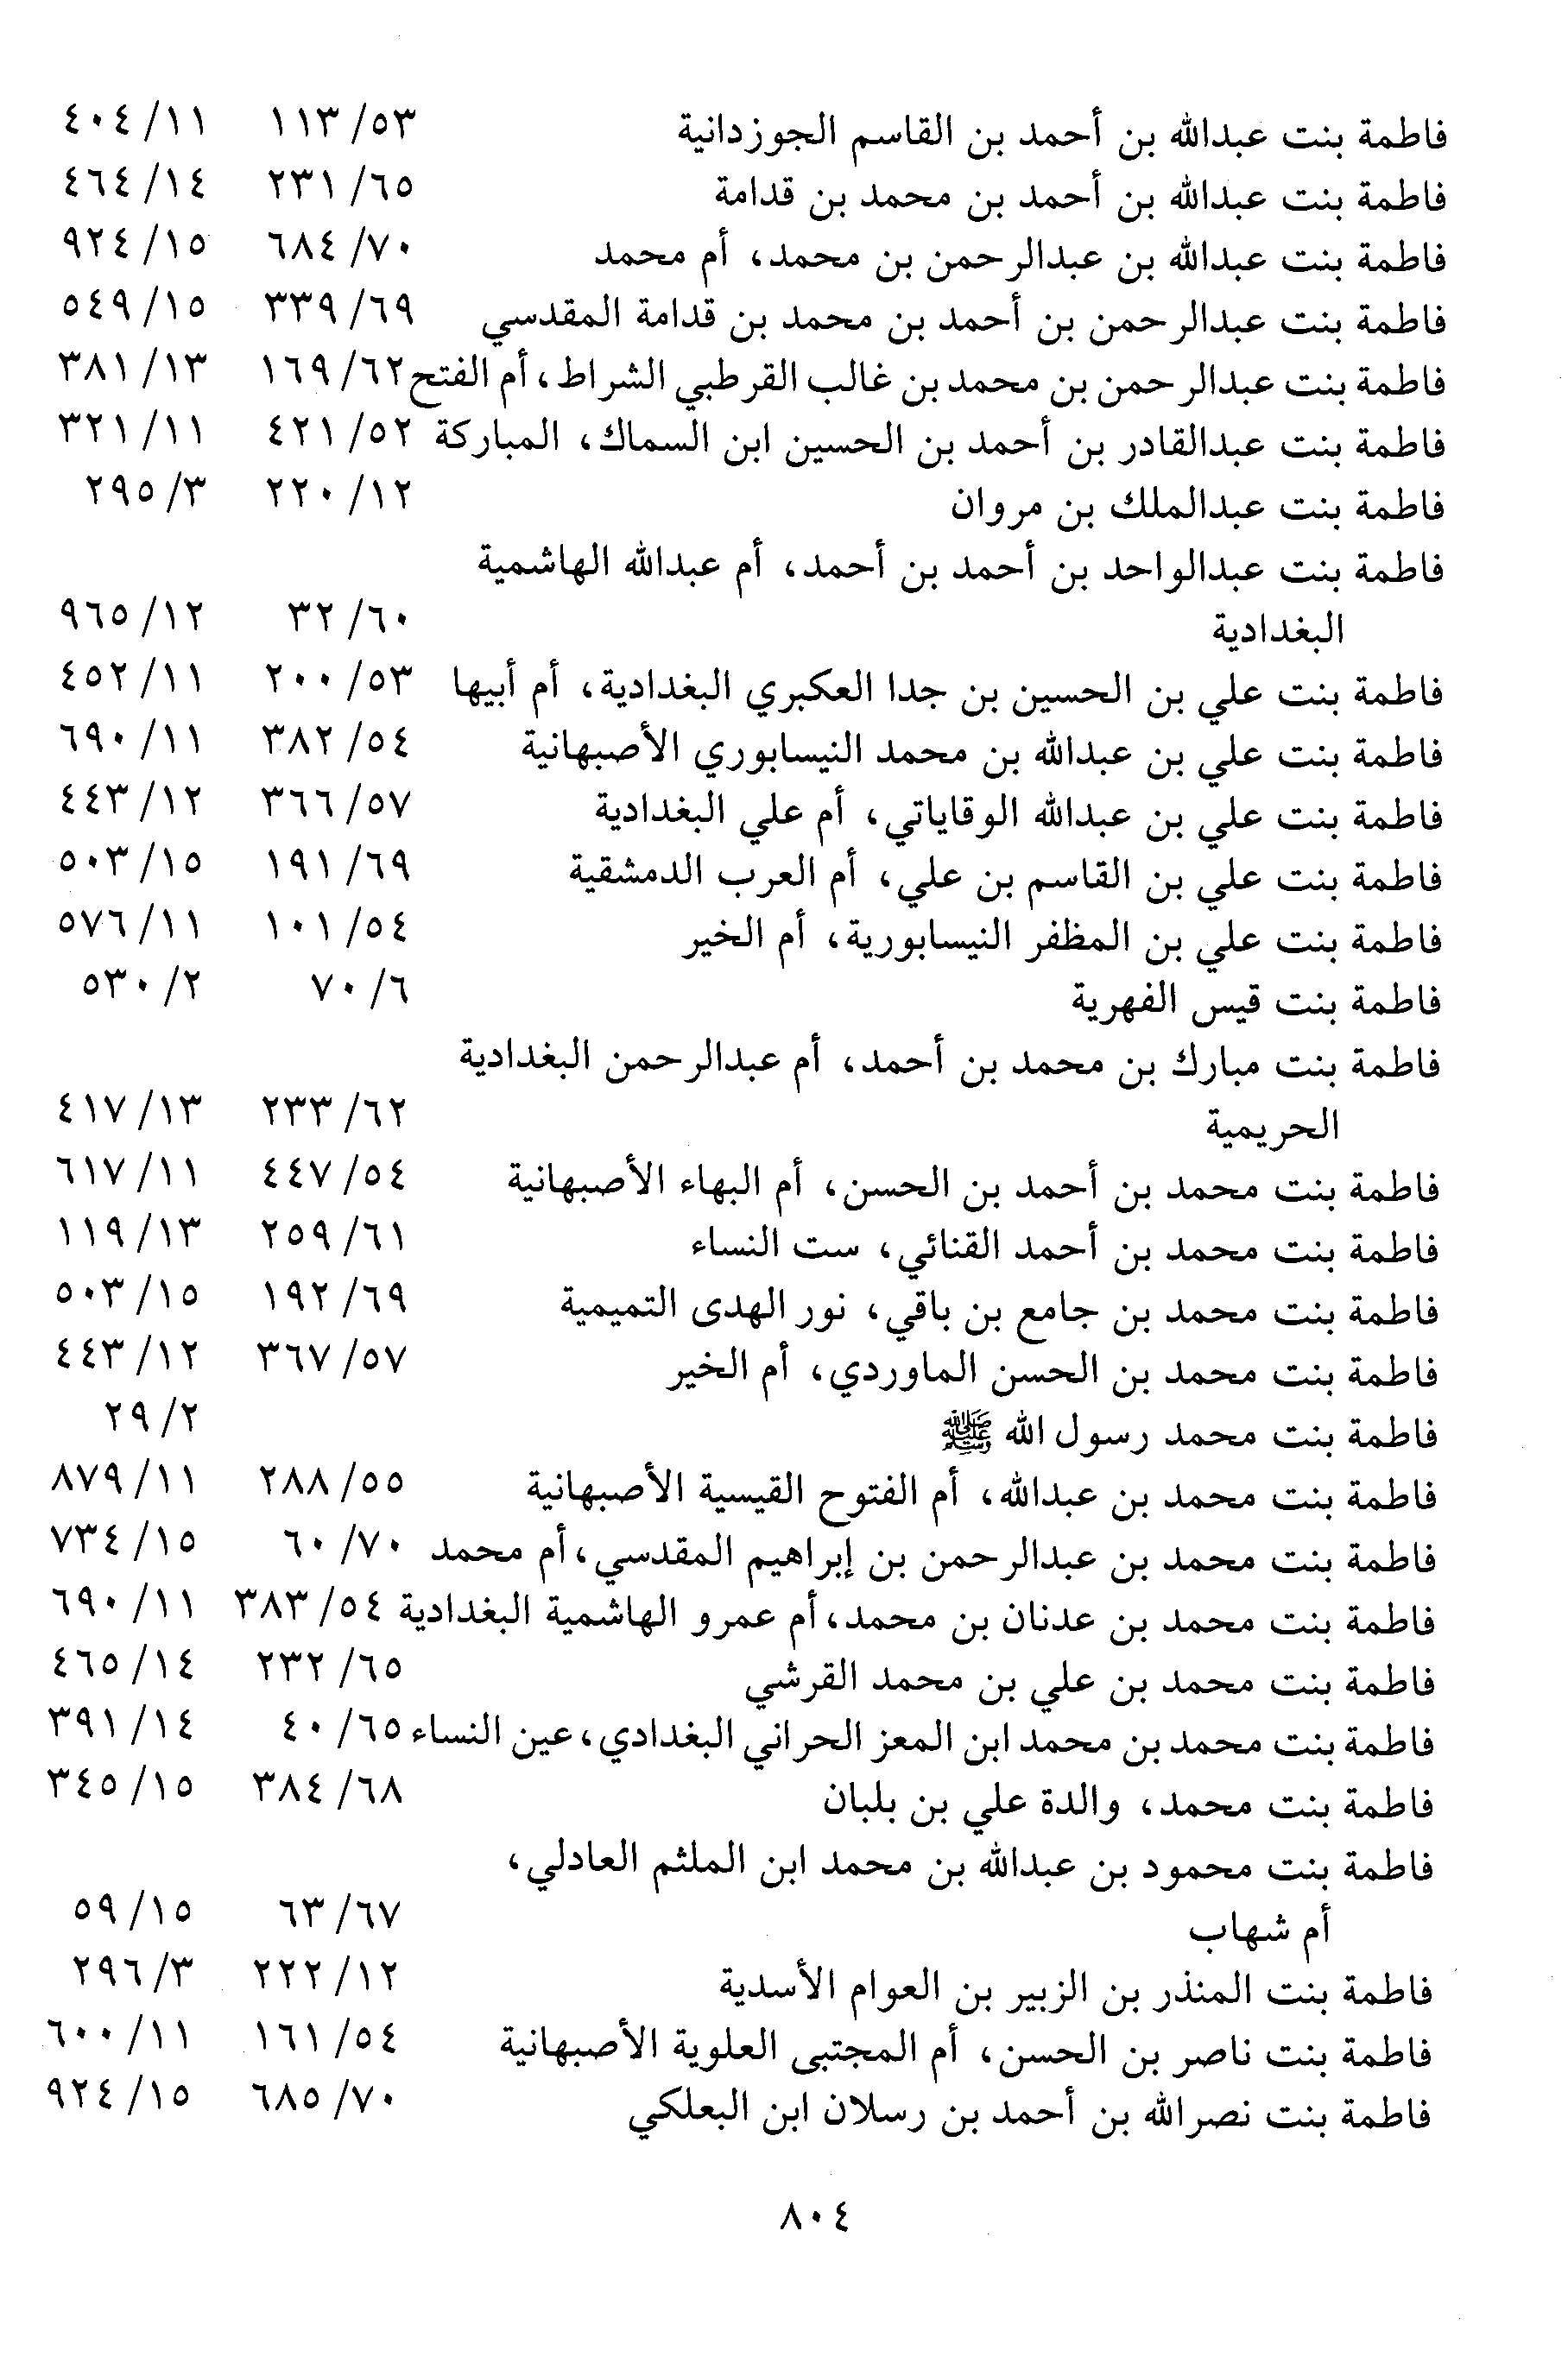 فاطمة بنت عبدالله بن أحمد بن القاسم الجوزدانية ٥٣/ ١١٣ ١١/ ٤٠٤
فاطمة بنت عبدالله بن أحمد بن محمد بن قدامة ٦٥/ ٢٣١ ١٤/ ٤٦٤
فاطمة بنت عبدالله بن عبدالرحمن بن محمد، أم محمد ٧٠/ ٦٨٤ ١٥/ ٩٢٤
فاطمة بنت عبدالرحمن بن أحمد بن محمد بن قدامة المقدسي ٦٩/ ٣٣٩ ١٥/ ٥٤٩
فاطمة بنت عبدالرحمن بن محمد بن غالب القرطبي الشراط، أم الفتح ٦٢/ ١٦٩ ١٣/ ٣٨١
فاطمة بنت عبدالقادر بن أحمد بن الحسين ابن السماك، المباركة ٥٢/ ٤٢١ ١١/ ٣٢١
فاطمة بنت عبدالملك بن مروان ١٢/ ٢٢٠ ٣/ ٢٩٥
فاطمة بنت عبدالواحد بن أحمد بن أحمد، أم عبدالله الهاشمية
البغدادية ٦٠/ ٣٢ ١٢/ ٩٦٥
فاطمة بنت علي بن الحسين بن جدا العكبري البغدادية، أم أبيها ٥٣/ ٢٠٠ ١١/ ٤٥٢
فاطمة بنت علي بن عبدالله بن محمد النيسابوري الأصبهانية ٥٤/ ٣٨٢ ١١/ ٦٩٠
فاطمة بنت علي بن عبدالله الوقاياتي، أم علي البغدادية ٥٧/ ٣٦٦ ١٢/ ٤٤٣
فاطمة بنت علي بن القاسم بن علي، أم العرب الدمشقية ٦٩/ ١٩١ ١٥/ ٥٠٣
فاطمة بنت علي بن المظفر النيسابورية، أم الخير ٥٤/ ١٠١ ١١/ ٥٧٦
فاطمة بنت قيس الفهرية ٦/ ٧٠ ٢/ ٥٣٠
فاطمة بنت مبارك بن محمد بن أحمد، أم عبدالرحمن البغدادية
الحريمية ٦٢/ ٢٣٣ ١٣/ ٤١٧
فاطمة بنت محمد بن أحمد بن الحسن، أم البهاء الأصبهانية ٥٤/ ٤٤٧ ١١/ ٦١٧
فاطمة بنت محمد بن أحمد القنائي، ست النساء ٦١/ ٢٥٩ ١٣/ ١١٩
فاطمة بنت محمد بن جامع بن باقي، نور الهدى التميمية ٦٩/ ١٩٢ ١٥/ ٥٠٣
فاطمة بنت محمد بن الحسن الماوردي، أم الخير ٥٧/ ٣٦٧ ١٢/ ٤٤٣
فاطمة بنت محمد رسول الله ﷺ ٢/ ٢٩
فاطمة بنت محمد بن عبدالله، أم الفتوح القيسية الأصبهانية ٥٥/ ٢٨٨ ١١/ ٨٧٩
فاطمة بنت محمد بن عبدالرحمن بن إبراهيم المقدسي، أم محمد ٧٠/ ٦٠ ١٥/ ٧٣٤
فاطمة بنت محمد بن عدنان بن محمد، أم عمرو الهاشمية البغدادية ٥٤/ ٣٨٣ ١١/ ٦٩٠
فاطمة بنت محمد بن علي بن محمد القرشي ٦٥/ ٢٣٢ ١٤/ ٤٦٥
فاطمة بنت محمد بن محمد ابن المعز الحراني البغدادي، عين النساء ٦٥/ ٤٠ ١٤/ ٣٩١
فاطمة بنت محمد، والدة علي بن بلبان ٦٨/ ٣٨٤ ١٥/ ٣٤٥
فاطمة بنت محمود بن عبدالله بن محمد ابن الملثم العادلي،
أم شهاب ٦٧/ ٦٣ ١٥/ ٥٩
فاطمة بنت المنذر بن الزبير بن العوام الأسدية ١٢/ ٢٢٢ ٣/ ٢٩٦
فاطمة بنت ناصر بن الحسن، أم المجتبى العلوية الأصبهانية ٥٤/ ١٦١ ١١/ ٦٠٠
فاطمة بنت نصرالله بن أحمد بن رسلان ابن البعلكي ٧٠/ ٦٨٥ ١٥/ ٩٢٤
٨٠٤